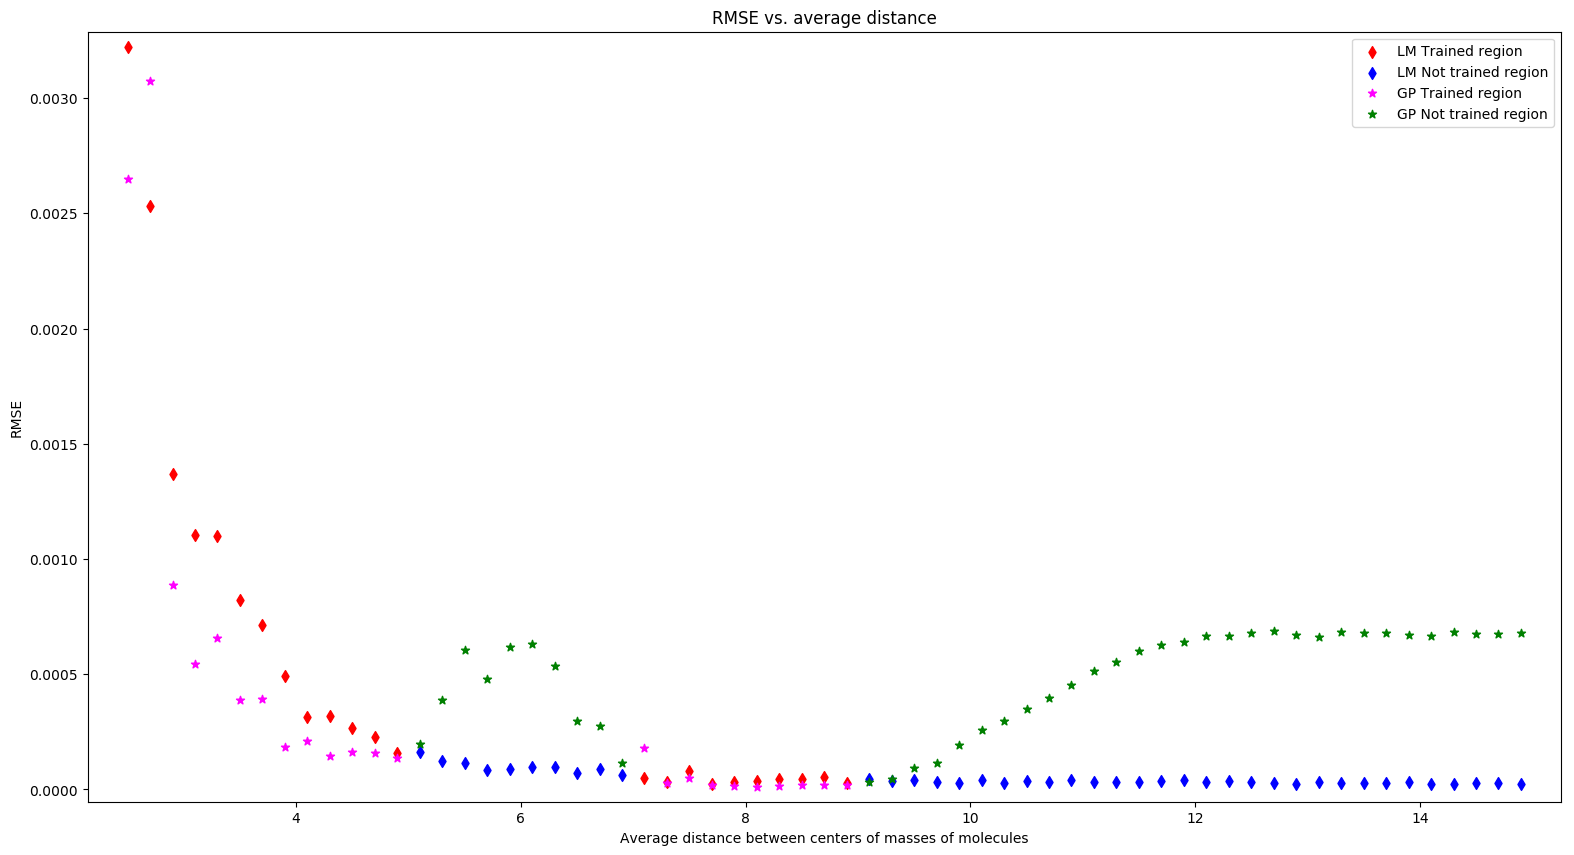 RMSE vs. average distance
LM Trained region
LM Not trained region
GP Trained region
GP Not trained region
RMSE
0.0030
0.0025
0.0020
0.0015
0.0010
0.0005
0.0000
4
6
8
10
12
14
Average distance between centers of masses of molecules